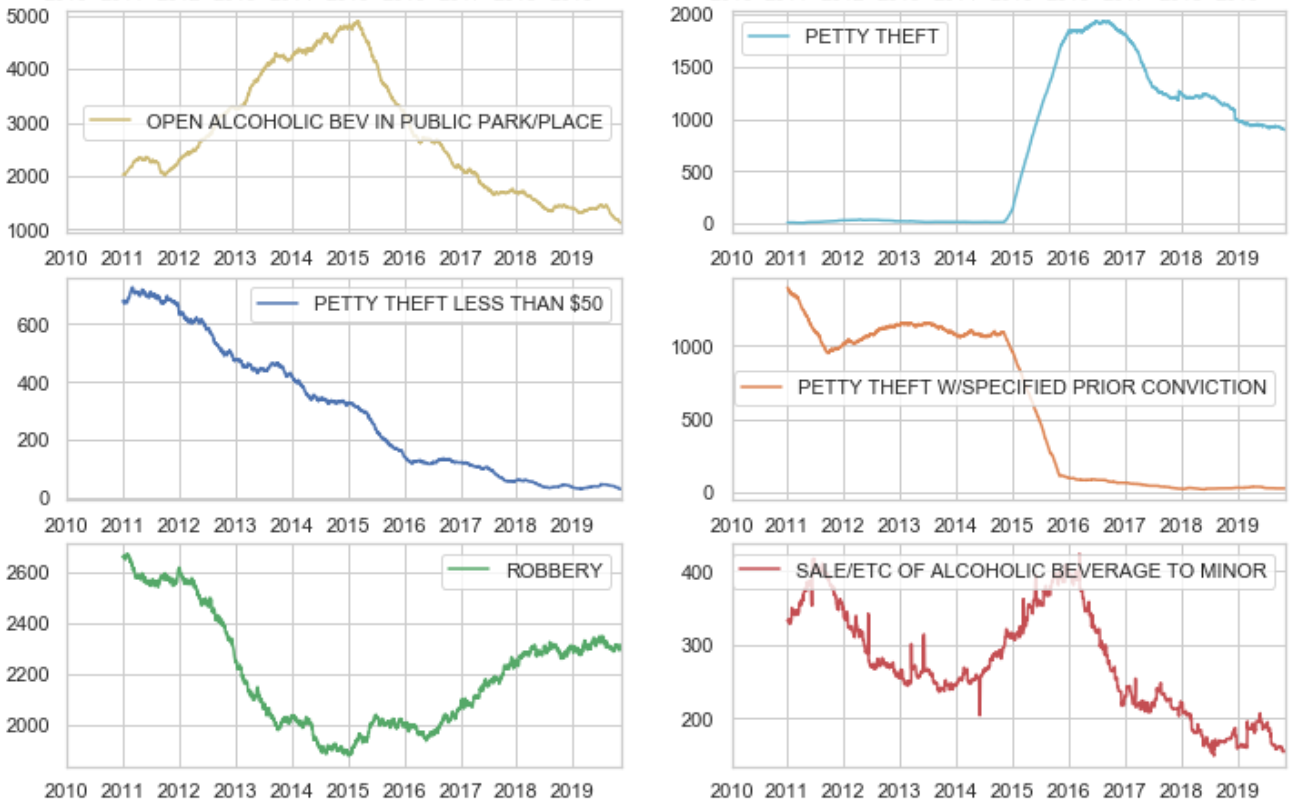 5000
4000
3000
2000
1000
OPEN ALCOHOLIC BEV IN PUBLIC PARK/PLACE
2010 2011 2012 2013 2014 2015 2016 2017 2018 2019
2000
1500
1000
500
0
PETTY THEFT
2010 2011 2012 2013 2014 2015 2016 2017 2018 2019
600
400
200
0
PETTY THEFT LESS THAN $50
2010 2011 2012 2013 2014 2015 2016 2017 2018 2019
1000
500
0
PETTY THEFT W/SPECIFIED PRIOR CONVICTION
2010 2011 2012 2013 2014 2015 2016 2017 2018 2019
2600
2400
2200
2000
ROBBERY
2010 2011 2012 2013 2014 2015 2016 2017 2018 2019
400
300
200
SALE/ETC OF ALCOHOLIC BEVERAGE TO MINOR
2010 2011 2012 2013 2014 2015 2016 2017 2018 2019